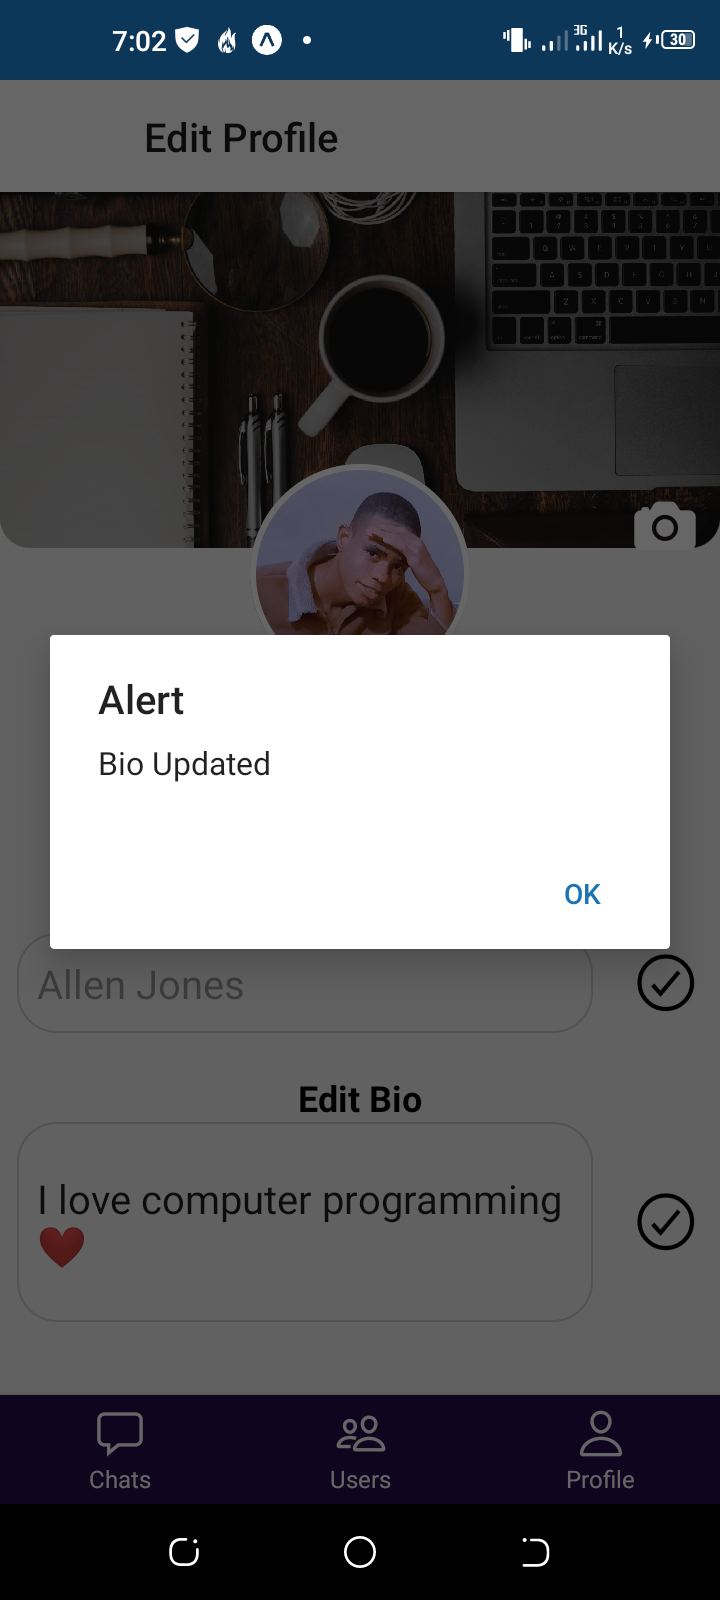 7:02 3G 1 K/s 30
Edit Profile
Alert
Bio Updated
OK
Allen Jones
Edit Bio
I love computer programming
❤️
Chats Users Profile